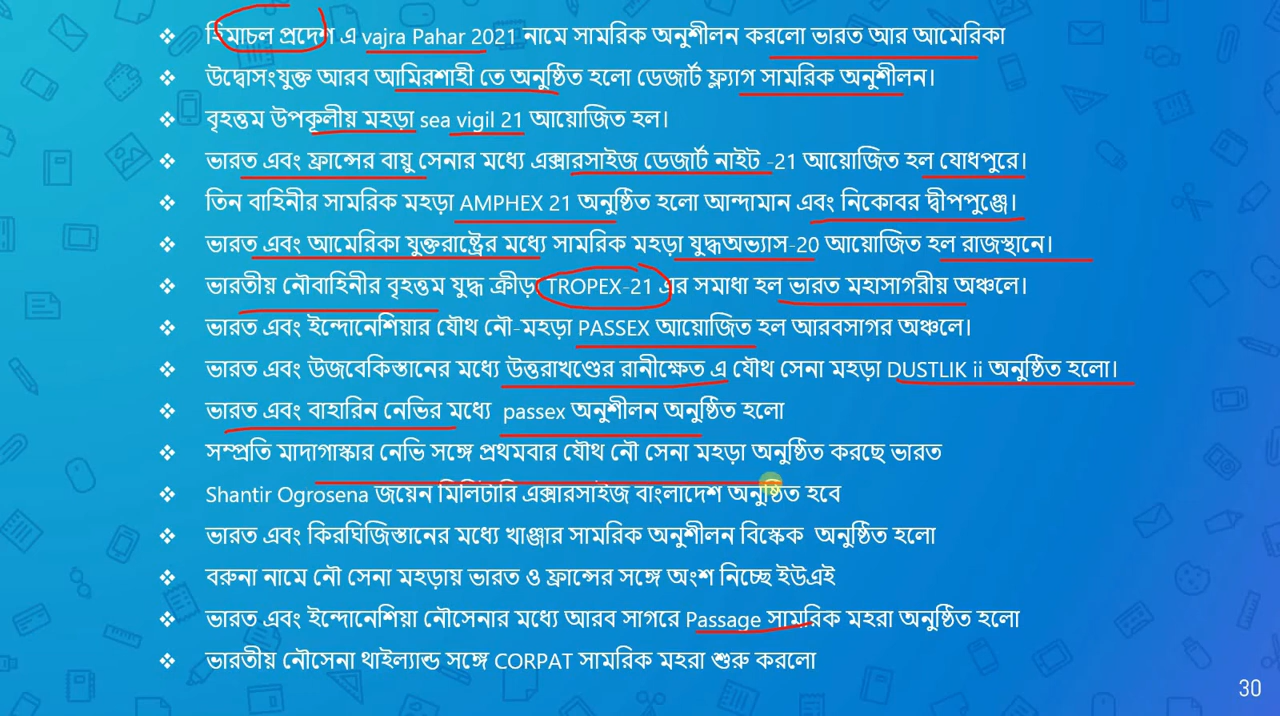 ❖ হিমাচল প্রদেশ এ vajra Pahar 2021 নামে সামরিক অনুশীলন করলো ভারত আর আমেরিকা
❖ উদ্বোসংযুক্ত আরব আমিরশাহী তে অনুষ্ঠিত হলো ডেজার্ট ফ্ল্যাগ সামরিক অনুশীলন।
❖ বৃহত্তম উপকূলীয় মহড়া sea vigil 21 আয়োজিত হল।
❖ ভারত এবং ফ্রান্সের বায়ু সেনার মধ্যে এক্সারসাইজ ডেজার্ট নাইট -21 আয়োজিত হল যোধপুরে।
❖ তিন বাহিনীর সামরিক মহড়া AMPHEX 21 অনুষ্ঠিত হলো আন্দামান এবং নিকোবর দ্বীপপুঞ্জে।
❖ ভারত এবং আমেরিকা যুক্তরাষ্ট্রের মধ্যে সামরিক মহড়া যুদ্ধঅভ্যাস-20 আয়োজিত হল রাজস্থানে।
❖ ভারতীয় নৌবাহিনীর বৃহত্তম যুদ্ধ ক্রীড়া TROPEX-21 এর সমাধা হল ভারত মহাসাগরীয় অঞ্চলে।
❖ ভারত এবং ইন্দোনেশিয়ার যৌথ নৌ-মহড়া PASSEX আয়োজিত হল আরবসাগর অঞ্চলে।
❖ ভারত এবং উজবেকিস্তানের মধ্যে উত্তরাখণ্ডের রানীক্ষেত এ যৌথ সেনা মহড়া DUSTLIK ii অনুষ্ঠিত হলো।
❖ ভারত এবং বাহারিন নেভির মধ্যে passex অনুশীলন অনুষ্ঠিত হলো
❖ সম্প্রতি মাদাগাস্কার নেভি সঙ্গে প্রথমবার যৌথ নৌ সেনা মহড়া অনুষ্ঠিত করছে ভারত
❖ Shantir Ogrosena জয়েন মিলিটারি এক্সারসাইজ বাংলাদেশ অনুষ্ঠিত হবে
❖ ভারত এবং কিরঘিজিস্তানের মধ্যে খাঞ্জার সামরিক অনুশীলন বিস্কেক অনুষ্ঠিত হলো
❖ বরুনা নামে নৌ সেনা মহড়ায় ভারত ও ফ্রান্সের সঙ্গে অংশ নিচ্ছে ইউএই
❖ ভারত এবং ইন্দোনেশিয়া নৌসেনার মধ্যে আরব সাগরে Passage সামরিক মহরা অনুষ্ঠিত হলো
❖ ভারতীয় নৌসেনা থাইল্যান্ড সঙ্গে CORPAT সামরিক মহরা শুরু করলো
30